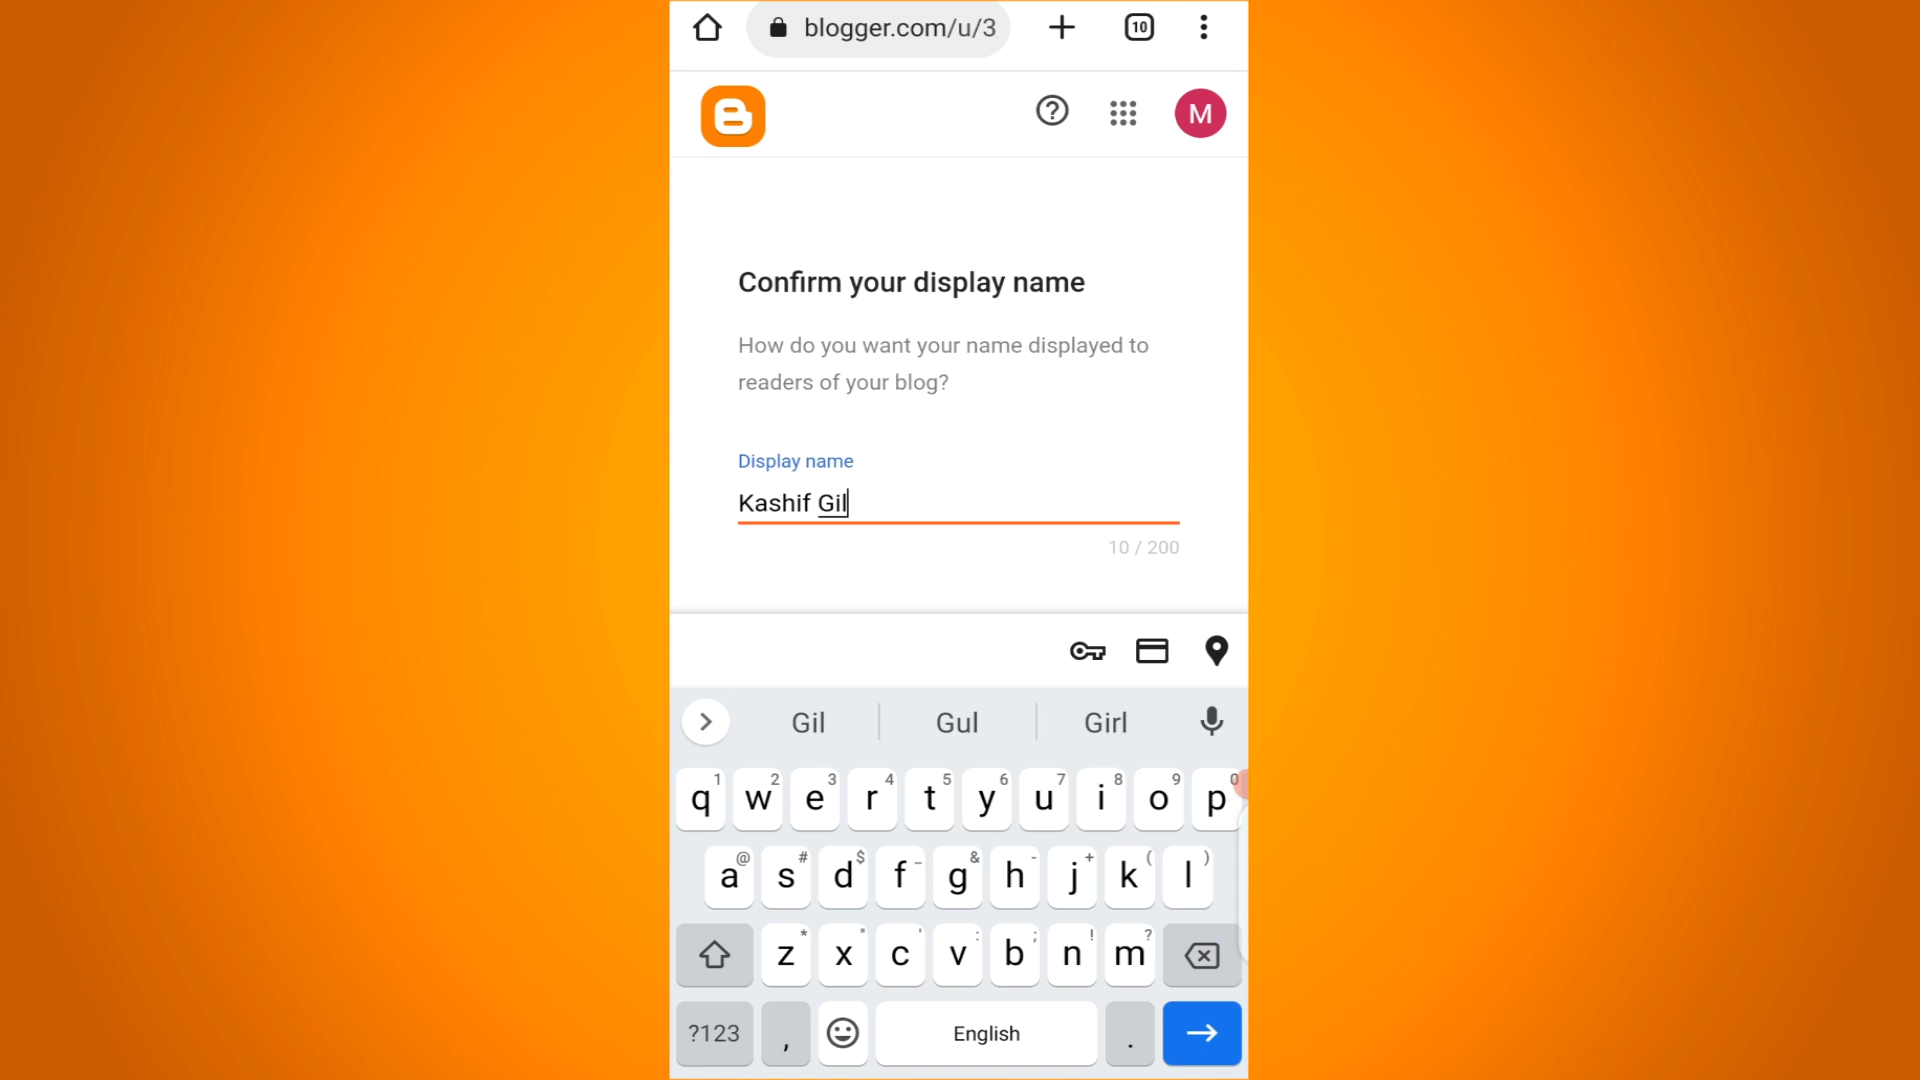 blogger.com/u/3
10
M
Confirm your display name
How do you want your name displayed to
readers of your blog?
Display name
Kashif Gil
10 / 200
Gil Gul Girl
1 2 3 4 5 6 7 8 9 0
q w e r t y u i o p
@ # $ _ & - + ( )
a s d f g h j k l
* " ' : ; ! ?
z x c v b n m
?123 , English .